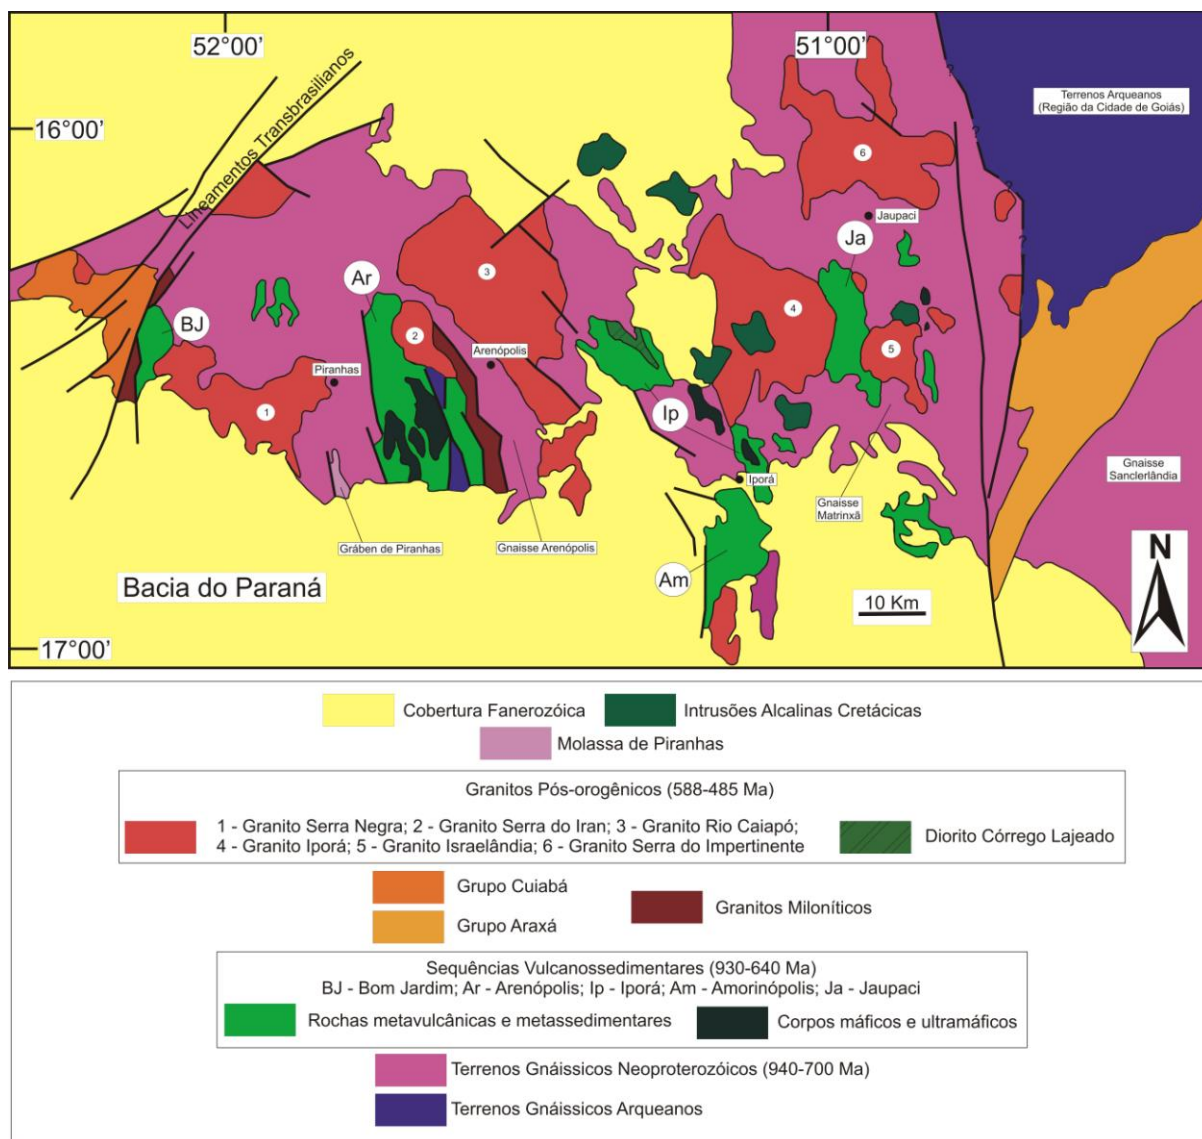 52°00'
51°00'
16°00'
Lineamentos Transbrasilianos
Terrenos Arqueanos
(Região da Cidade de Goiás)
?
?
?
?
6
Jaupaci
Ja
Ar
3
BJ
2
4
5
Arenópolis
Piranhas
1
Ip
Iporá
Gnaisse
Matrinxã
Gnaisse
Sanclerlândia
Gráben de Piranhas
Gnaisse Arenópolis
Am
Bacia do Paraná
10 Km
N
17°00'
Cobertura Fanerozóica
Intrusões Alcalinas Cretácicas
Molassa de Piranhas
Granitos Pós-orogênicos (588-485 Ma)
1 - Granito Serra Negra; 2 - Granito Serra do Iran; 3 - Granito Rio Caiapó;
4 - Granito Iporá; 5 - Granito Israelândia; 6 - Granito Serra do Impertinente
Diorito Córrego Lajeado
Grupo Cuiabá
Granitos Miloníticos
Grupo Araxá
Sequências Vulcanossedimentares (930-640 Ma)
BJ - Bom Jardim; Ar - Arenópolis; Ip - Iporá; Am - Amorinópolis; Ja - Jaupaci
Rochas metavulcânicas e metassedimentares
Corpos máficos e ultramáficos
Terrenos Gnáissicos Neoproterozóicos (940-700 Ma)
Terrenos Gnáissicos Arqueanos